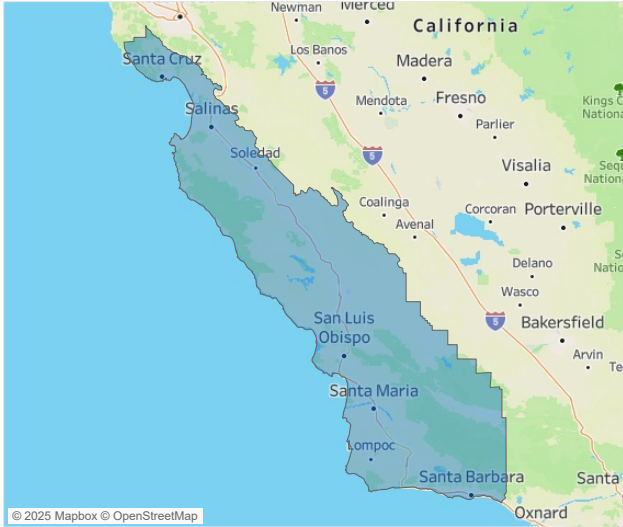 Newman
Merced
California
Los Banos
Santa Cruz
Madera
5
Kings C
Nationa
Mendota
Fresno
Salinas
Parlier
5
Soledad
Visalia
Sequ
Nation
Coalinga
Corcoran
Porterville
Avenal
S
Natio
Delano
Wasco
San Luis
Obispo
5
Bakersfield
Arvin
Te
Santa Maria
Lompoc
Santa Barbara
Santa
Oxnard
© 2025 Mapbox © OpenStreetMap